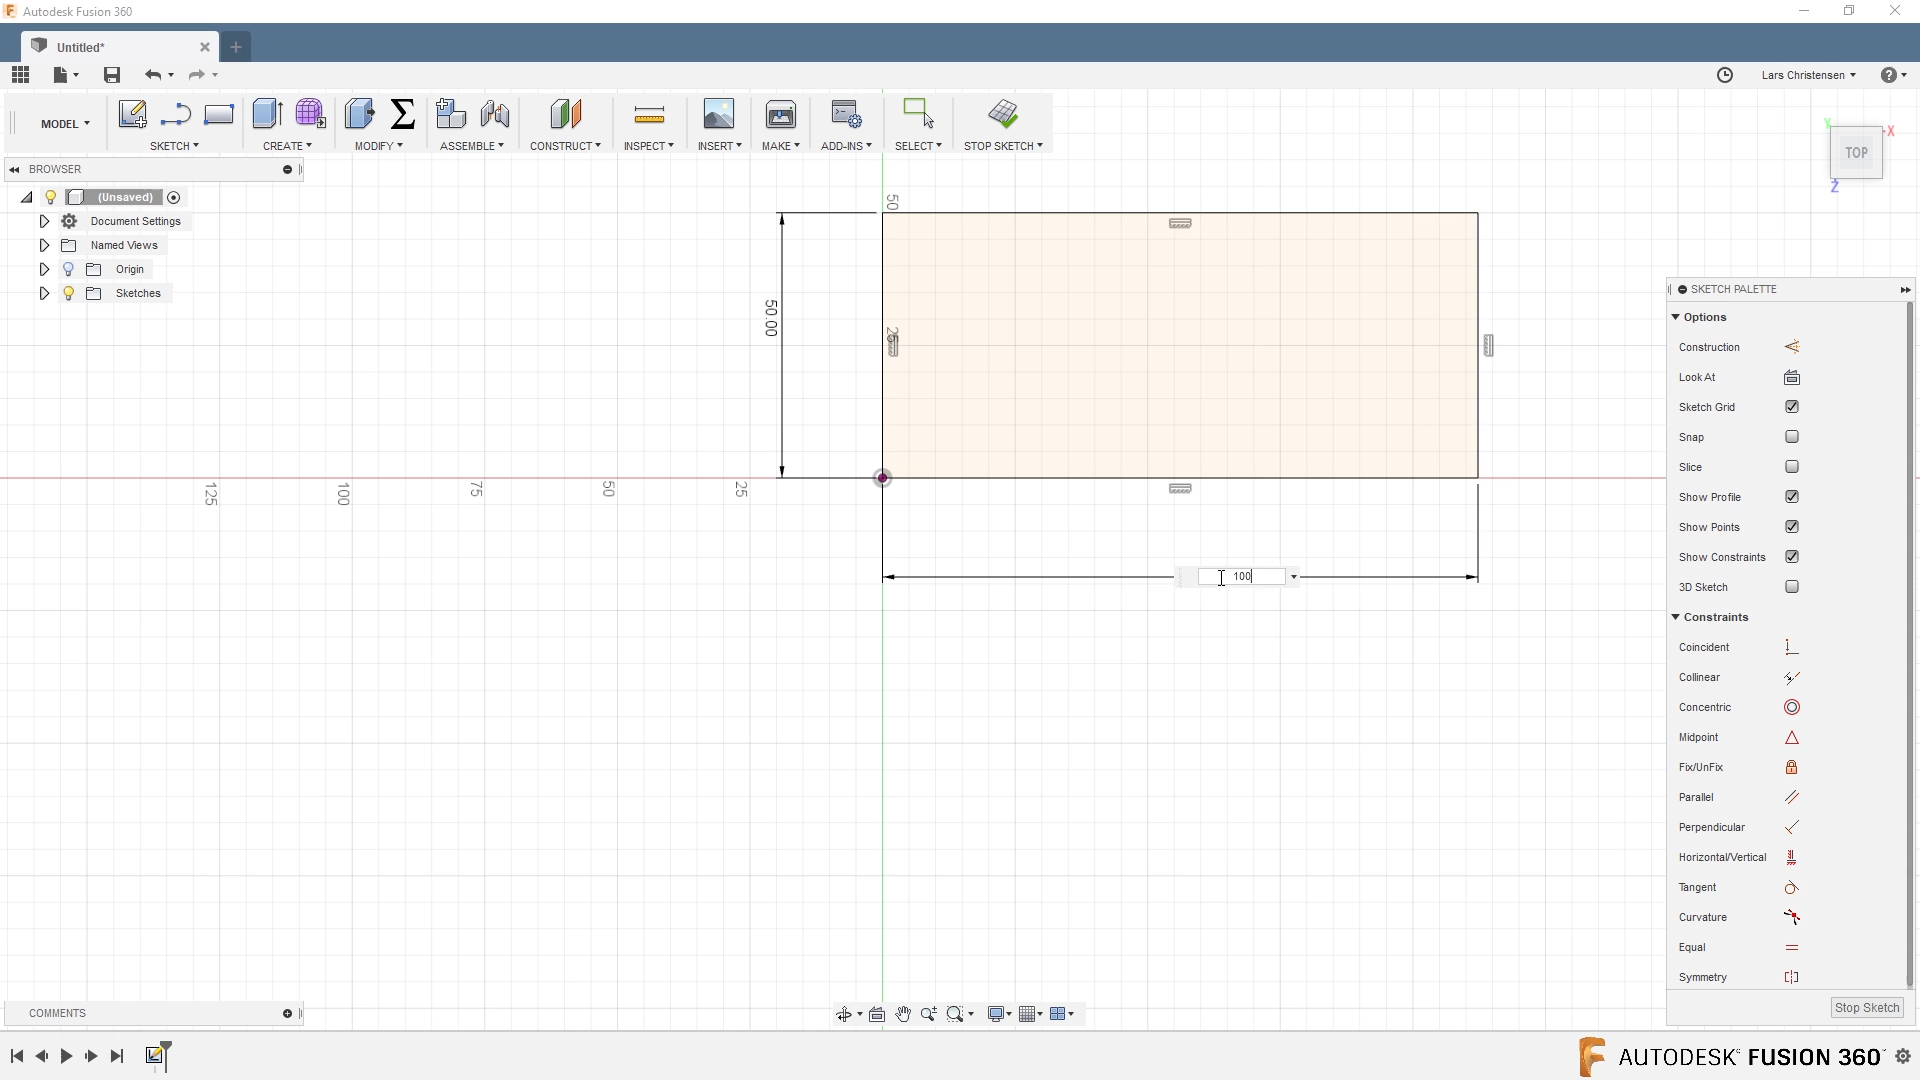 Autodesk Fusion 360
Untitled*
Lars Christensen
MODEL
SKETCH
CREATE
MODIFY
ASSEMBLE
CONSTRUCT
INSPECT
INSERT
MAKE
ADD-INS
SELECT
STOP SKETCH
BROWSER
(Unsaved)
Document Settings
Named Views
Origin
Sketches
Y
X
TOP
Z
50
50.00
25
125
100
75
50
25
100
SKETCH PALETTE
Options
Construction
Look At
Sketch Grid
Snap
Slice
Show Profile
Show Points
Show Constraints
3D Sketch
Constraints
Coincident
Collinear
Concentric
Midpoint
Fix/UnFix
Parallel
Perpendicular
Horizontal/Vertical
Tangent
Curvature
Equal
Symmetry
Stop Sketch
COMMENTS
AUTODESK® FUSION 360™